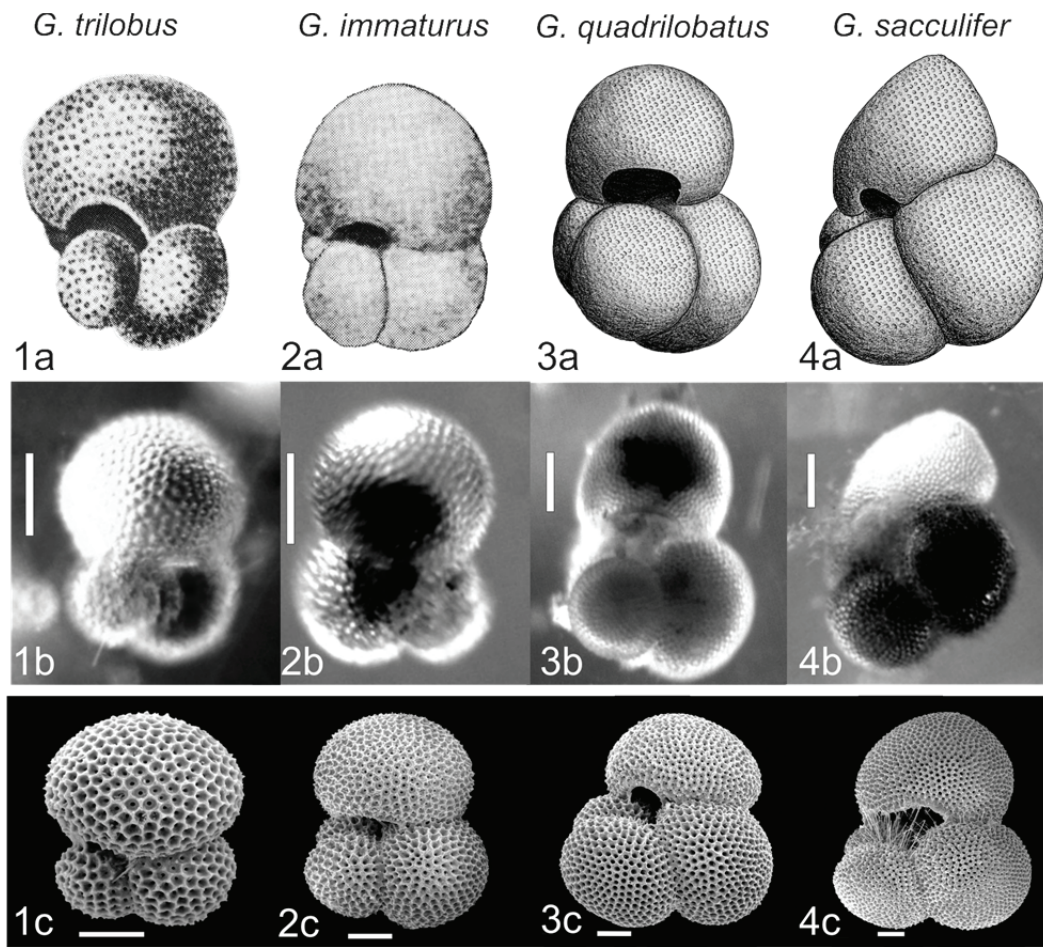 G. trilobus G. immaturus G. quadrilobatus G. sacculifer
1a 2a 3a 4a
1b 2b 3b 4b
1c 2c 3c 4c